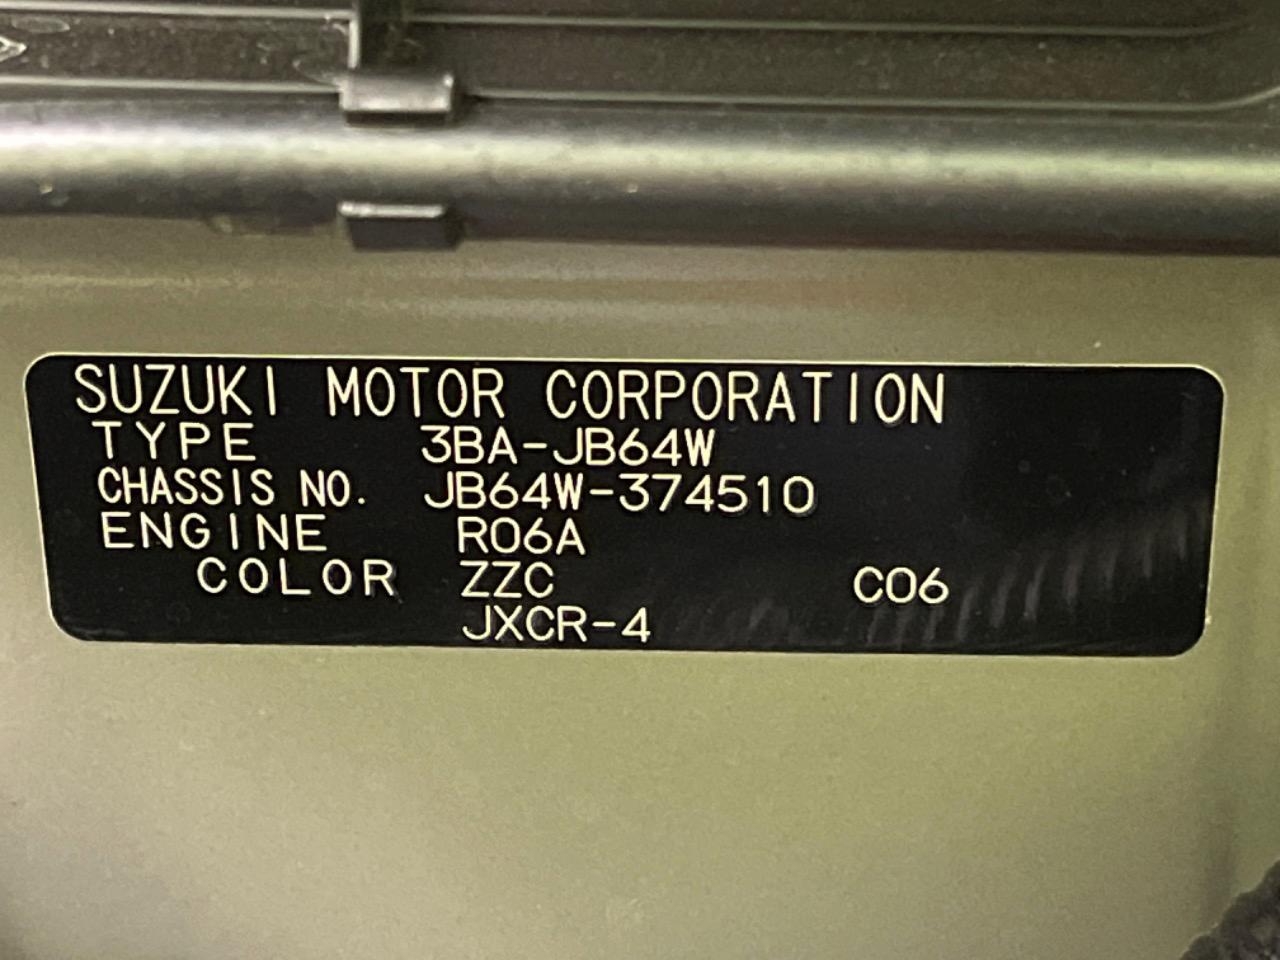 SUZUKI MOTOR CORPORATION
TYPE 3BA-JB64W
CHASSIS NO. JB64W-374510
ENGINE R06A
COLOR ZZC C06
JXCR-4